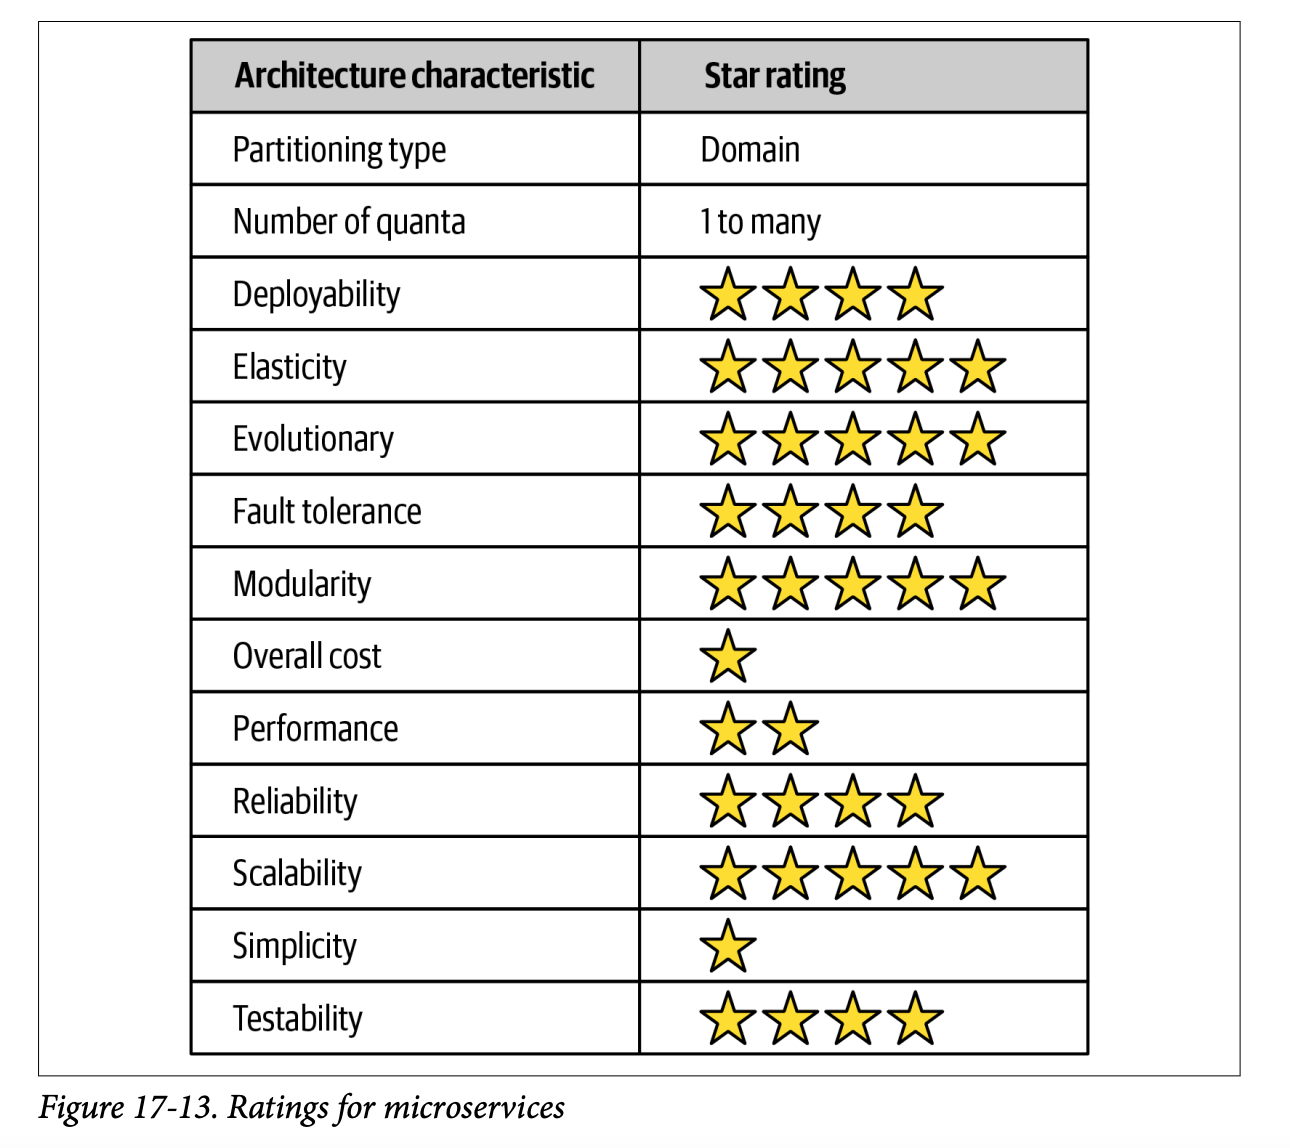 Architecture characteristic Star rating
Partitioning type Domain
Number of quanta 1 to many
Deployability
Elasticity
Evolutionary
Fault tolerance
Modularity
Overall cost
Performance
Reliability
Scalability
Simplicity
Testability
Figure 17-13. Ratings for microservices